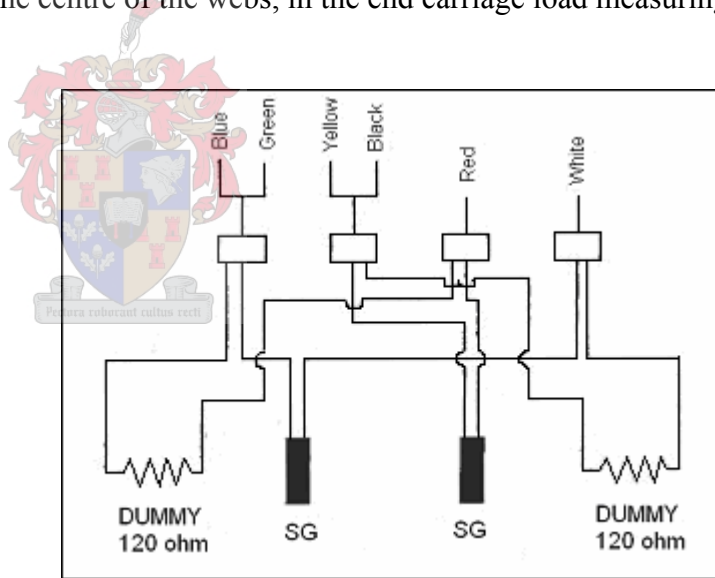 he centre of the webs, in the end carriage load measuring
Blue
Green
Yellow
Black
Red
White
Pectora roborant cultus recti
DUMMY
120 ohm
SG
SG
DUMMY
120 ohm